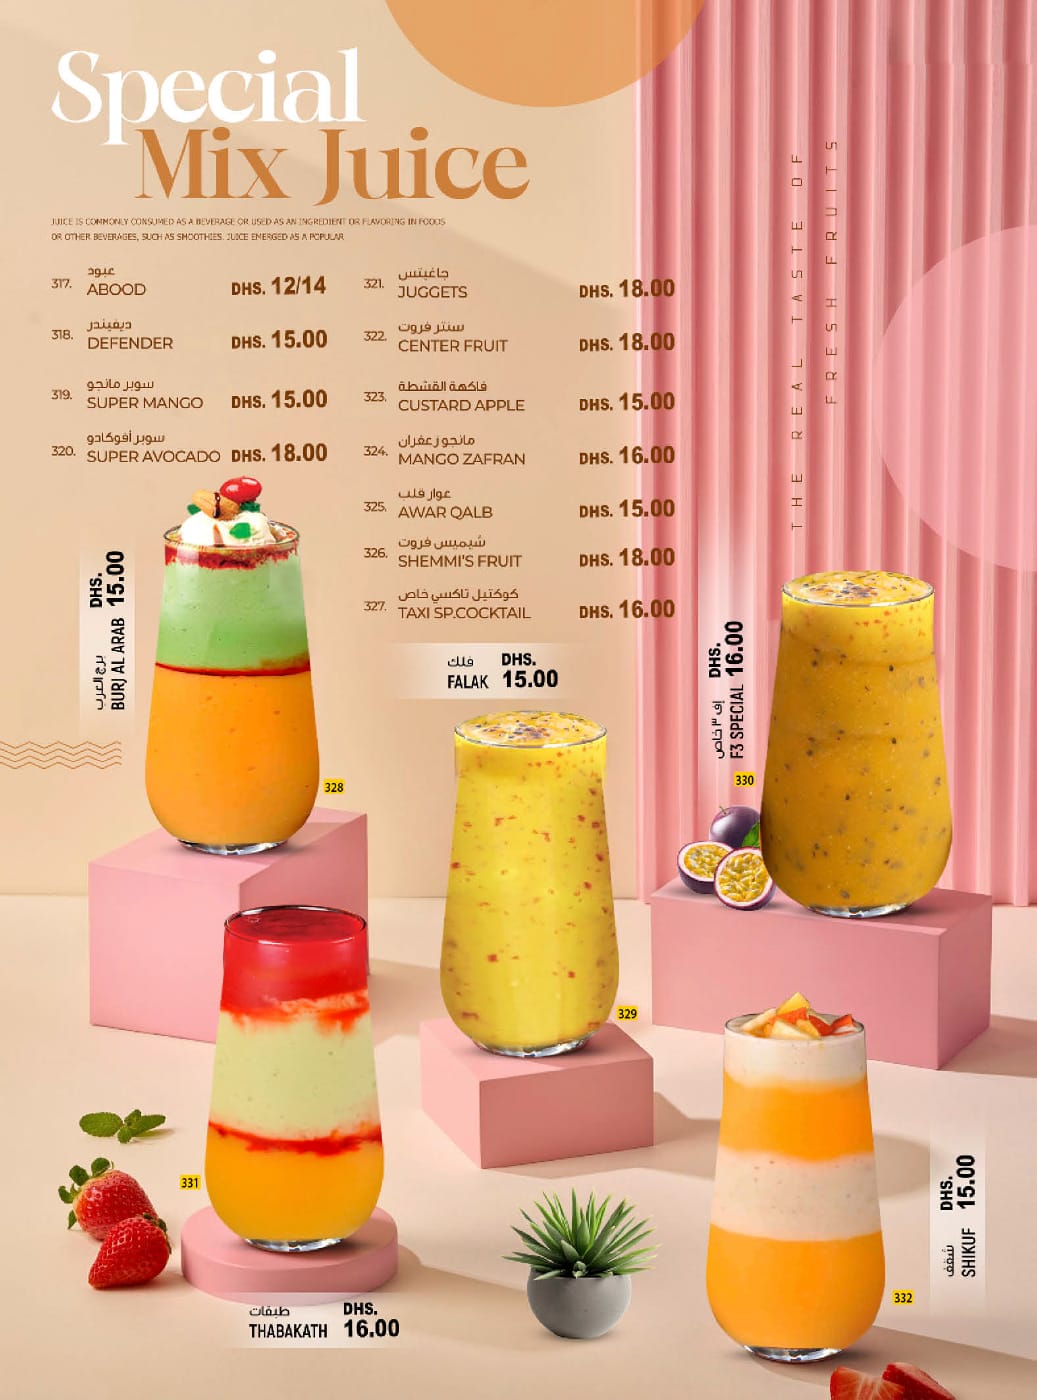 Special
Mix Juice
JUICE IS COMMONLY CONSUMED AS A BEVERAGE OR USED AS AN INGREDIENT OR FLAVORING IN FOODS
OR OTHER BEVERAGES, SUCH AS SMOOTHIES. JUICE EMERGED AS A POPULAR
THE REAL TASTE OF
FRESH FRUITS
عبود
317. ABOOD DHS. 12/14
ديفيندر
318. DEFENDER DHS. 15.00
سوبر مانجو
319. SUPER MANGO DHS. 15.00
سوبر أفوكادو
320. SUPER AVOCADO DHS. 18.00
جاغيتس
321. JUGGETS DHS. 18.00
سنتر فروت
322. CENTER FRUIT DHS. 18.00
فاكهة القشطة
323. CUSTARD APPLE DHS. 15.00
مانجو زعفران
324. MANGO ZAFRAN DHS. 16.00
عوار قلب
325. AWAR QALB DHS. 15.00
شيميس فروت
326. SHEMMI'S FRUIT DHS. 18.00
كوكتيل تاكسي خاص
327. TAXI SP.COCKTAIL DHS. 16.00
برج العرب DHS.
BURJ AL ARAB 15.00
328
فلك DHS.
FALAK 15.00
329
إف ٣ خاص DHS.
F3 SPECIAL 16.00
330
331
طبقات DHS.
THABAKATH 16.00
شقف DHS.
SHIKUF 15.00
332